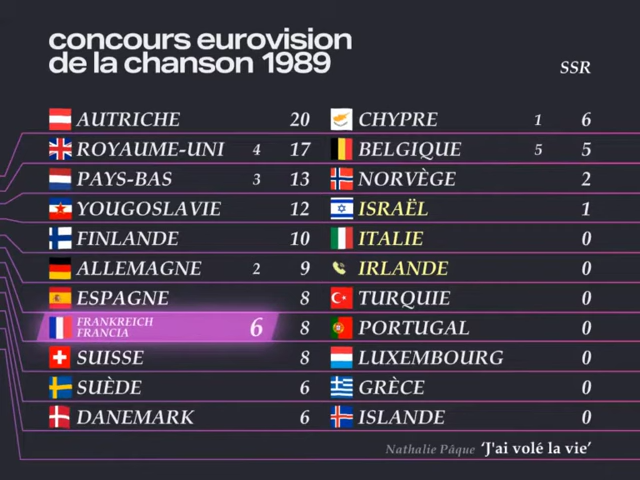 concours eurovision
de la chanson 1989
SSR
AUTRICHE 20
ROYAUME-UNI 4 17
PAYS-BAS 3 13
YOUGOSLAVIE 12
FINLANDE 10
ALLEMAGNE 2 9
ESPAGNE 8
FRANKREICH
FRANCIA 6 8
SUISSE 8
SUÈDE 6
DANEMARK 6
CHYPRE 1 6
BELGIQUE 5 5
NORVÈGE 2
ISRAËL 1
ITALIE 0
IRLANDE 0
TURQUIE 0
PORTUGAL 0
LUXEMBOURG 0
GRÈCE 0
ISLANDE 0
Nathalie Pâque ‘J'ai volé la vie’